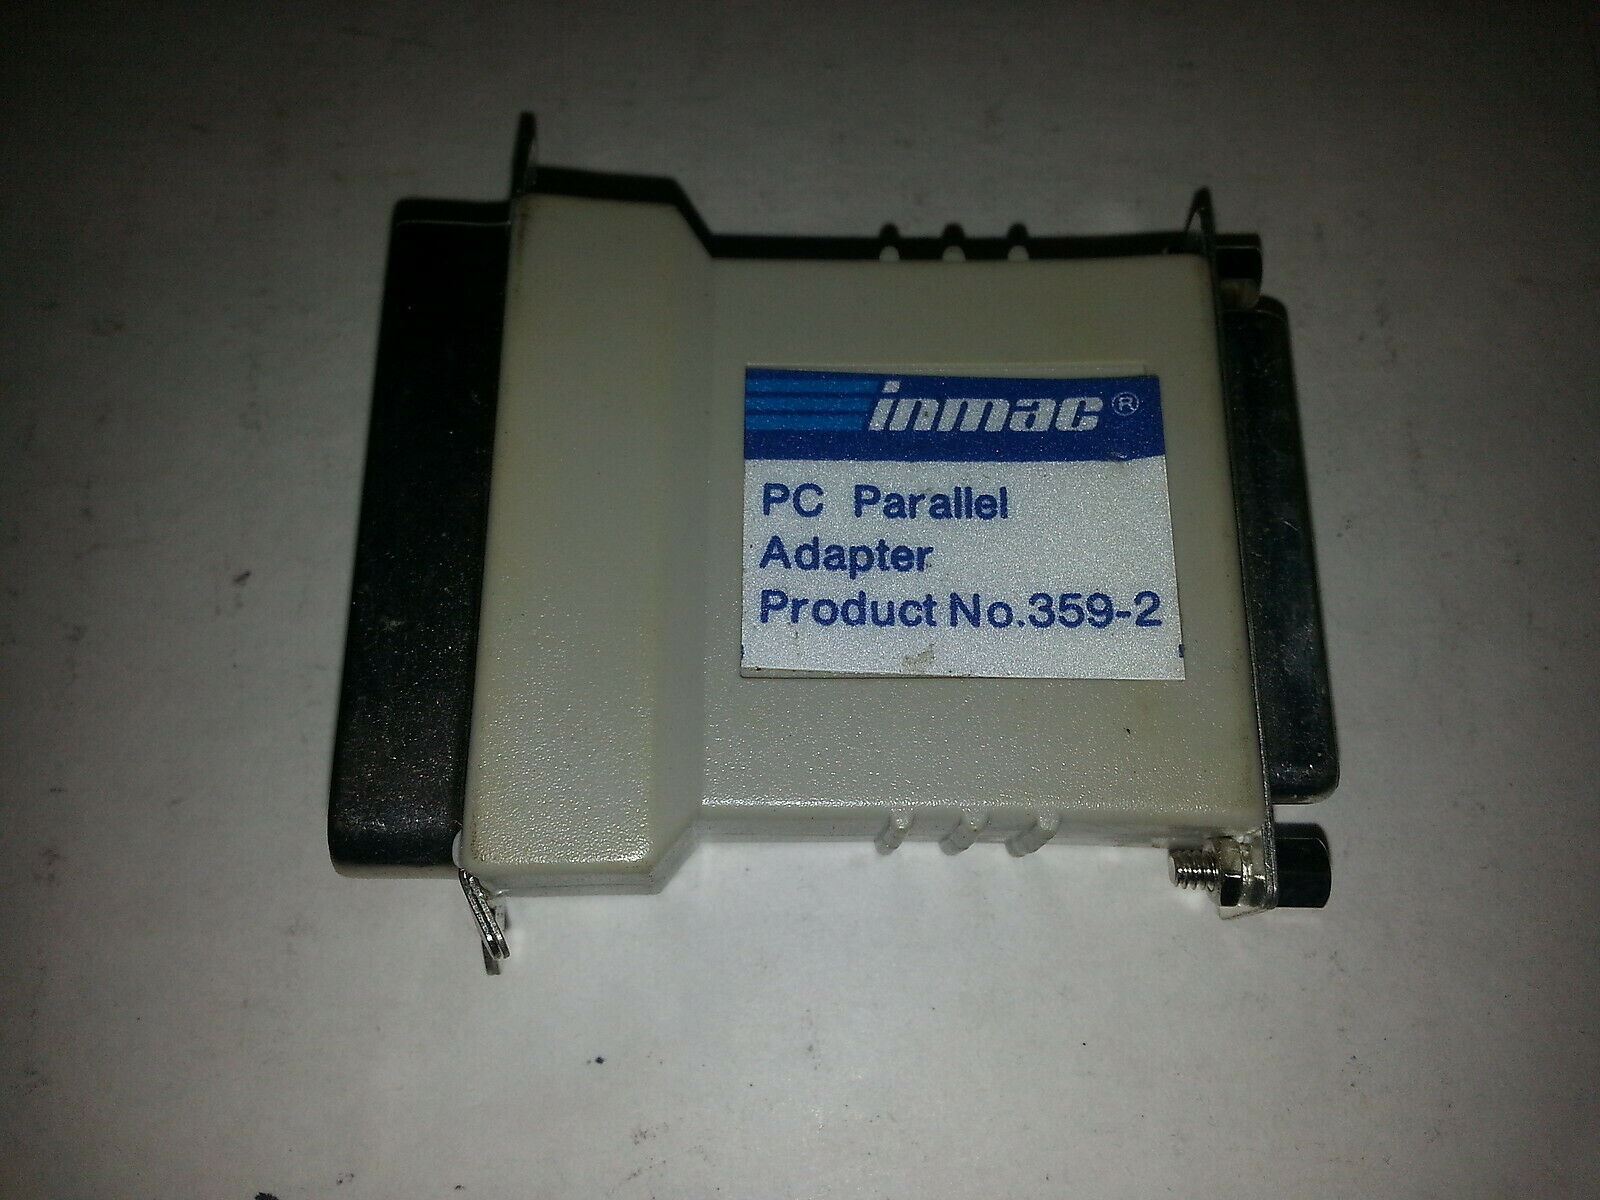 inmac®
PC Parallel
Adapter
Product No.359-2